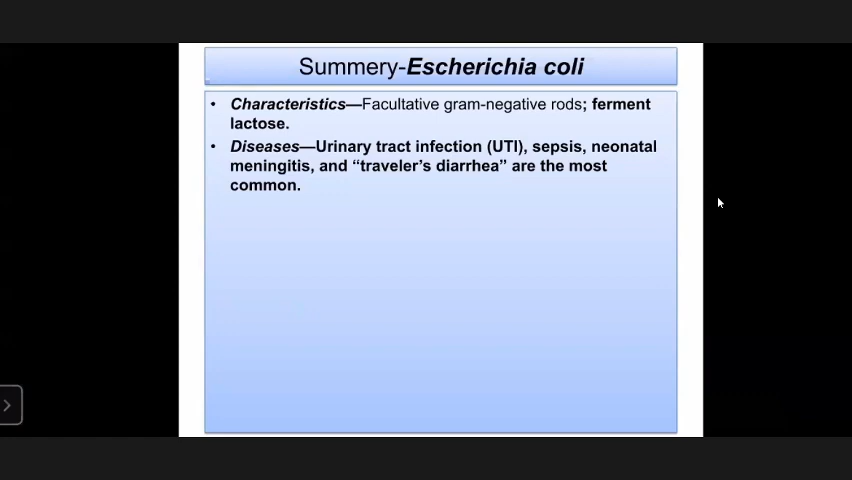 Summery-Escherichia coli
• Characteristics—Facultative gram-negative rods; ferment
lactose.
• Diseases—Urinary tract infection (UTI), sepsis, neonatal
meningitis, and “traveler’s diarrhea” are the most
common.